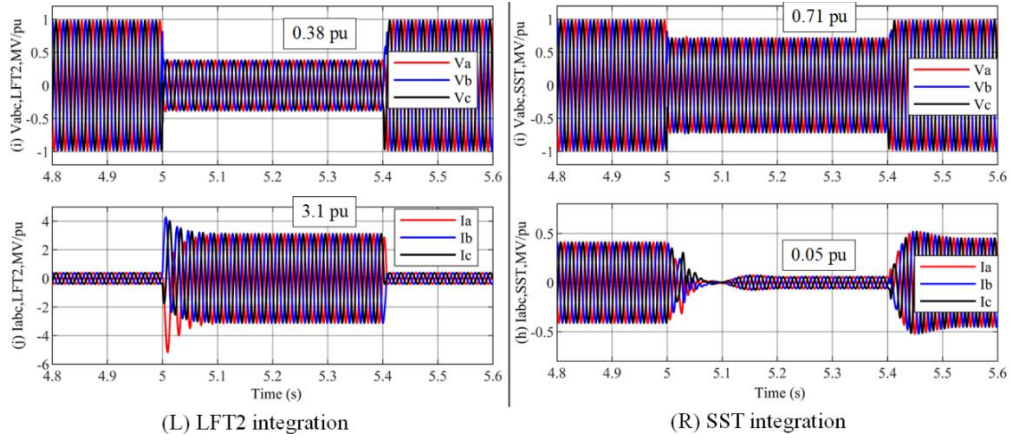 (i) Vabc,LFT2,MV/pu
1
0.5
0
-0.5
-1
0.38 pu
Va
Vb
Vc
4.8 4.9 5 5.1 5.2 5.3 5.4 5.5 5.6
(j) Iabc,LFT2,MV/pu
4
2
0
-2
-4
-6
3.1 pu
Ia
Ib
Ic
4.8 4.9 5 5.1 5.2 5.3 5.4 5.5 5.6
Time (s)
(L) LFT2 integration
(i) Vabc,SST,MV/pu
1
0.5
0
-0.5
-1
0.71 pu
Va
Vb
Vc
4.8 4.9 5 5.1 5.2 5.3 5.4 5.5 5.6
(h) Iabc,SST,MV/pu
0.5
0
-0.5
0.05 pu
Ia
Ib
Ic
4.8 4.9 5 5.1 5.2 5.3 5.4 5.5 5.6
Time (s)
(R) SST integration